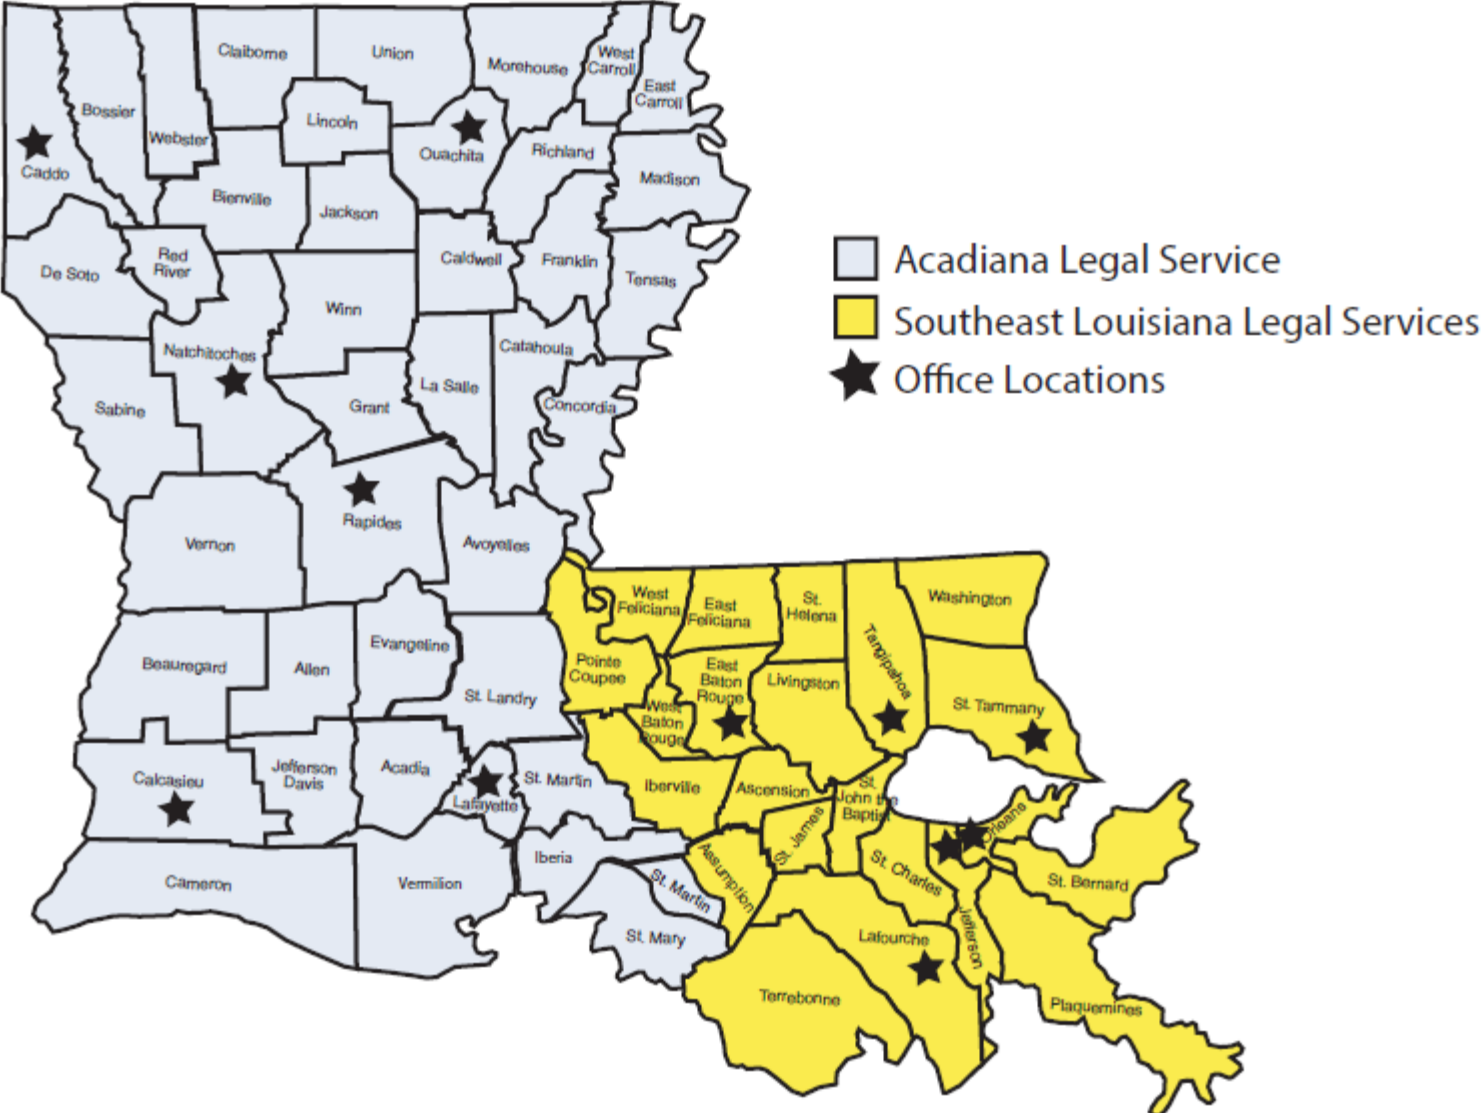 Claiborne
Union
Morehouse
West
Carroll
East
Carroll
Bossier
Webster
Lincoln
Ouachita
Richland
Caddo
Madison
Bienville
Jackson
Red
River
De Soto
Caldwell
Franklin
Tensas
Winn
Natchitoches
Catahoula
La Salle
Sabine
Grant
Concordia
Rapides
Vernon
Avoyelles
Acadiana Legal Service
Southeast Louisiana Legal Services
Office Locations
West
Feliciana
East
Feliciana
St.
Helena
Washington
Tangipahoa
Beauregard
Allen
Evangeline
St. Landry
Pointe
Coupee
East
Baton
Rouge
Livingston
St. Tammany
West
Baton
Rouge
Calcasieu
Jefferson
Davis
Acadia
Lafayette
St. Martin
Iberville
Ascension
St.
John the
Baptist
St. James
Orleans
Cameron
Vermilion
Iberia
St. Martin
Assumption
St. Charles
St. Bernard
St. Mary
Lafourche
Jefferson
Terrebonne
Plaquemines